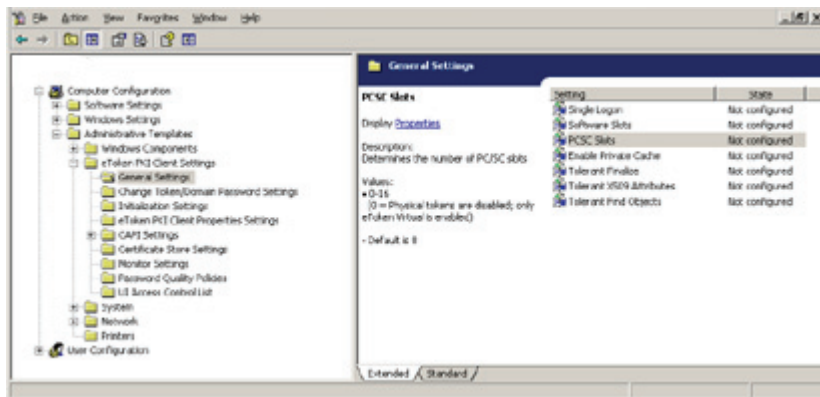 File Action View Favorites Window Help
General Settings
Computer Configuration
Software Settings
Windows Settings
Administrative Templates
Windows Components
eToken PKI Client Settings
General Settings
Change Token/Domain Password Settings
Initialization Settings
eToken PKI Client Properties Settings
CAPI Settings
Certificate Store Settings
Monitor Settings
Password Quality Policies
UI Access Control List
System
Network
Printers
User Configuration
PCSC Slots
Display Properties
Description:
Determines the number of PC/SC slots
Values:
• 0-16
(0 = Physical tokens are disabled; only
eToken Virtual is enabled)
- Default is 8
Setting State
Single Logon Not configured
Software Slots Not configured
PCSC Slots Not configured
Enable Private Cache Not configured
Tolerant Finalize Not configured
Tolerant X509 Attributes Not configured
Tolerant Find Objects Not configured
Extended Standard